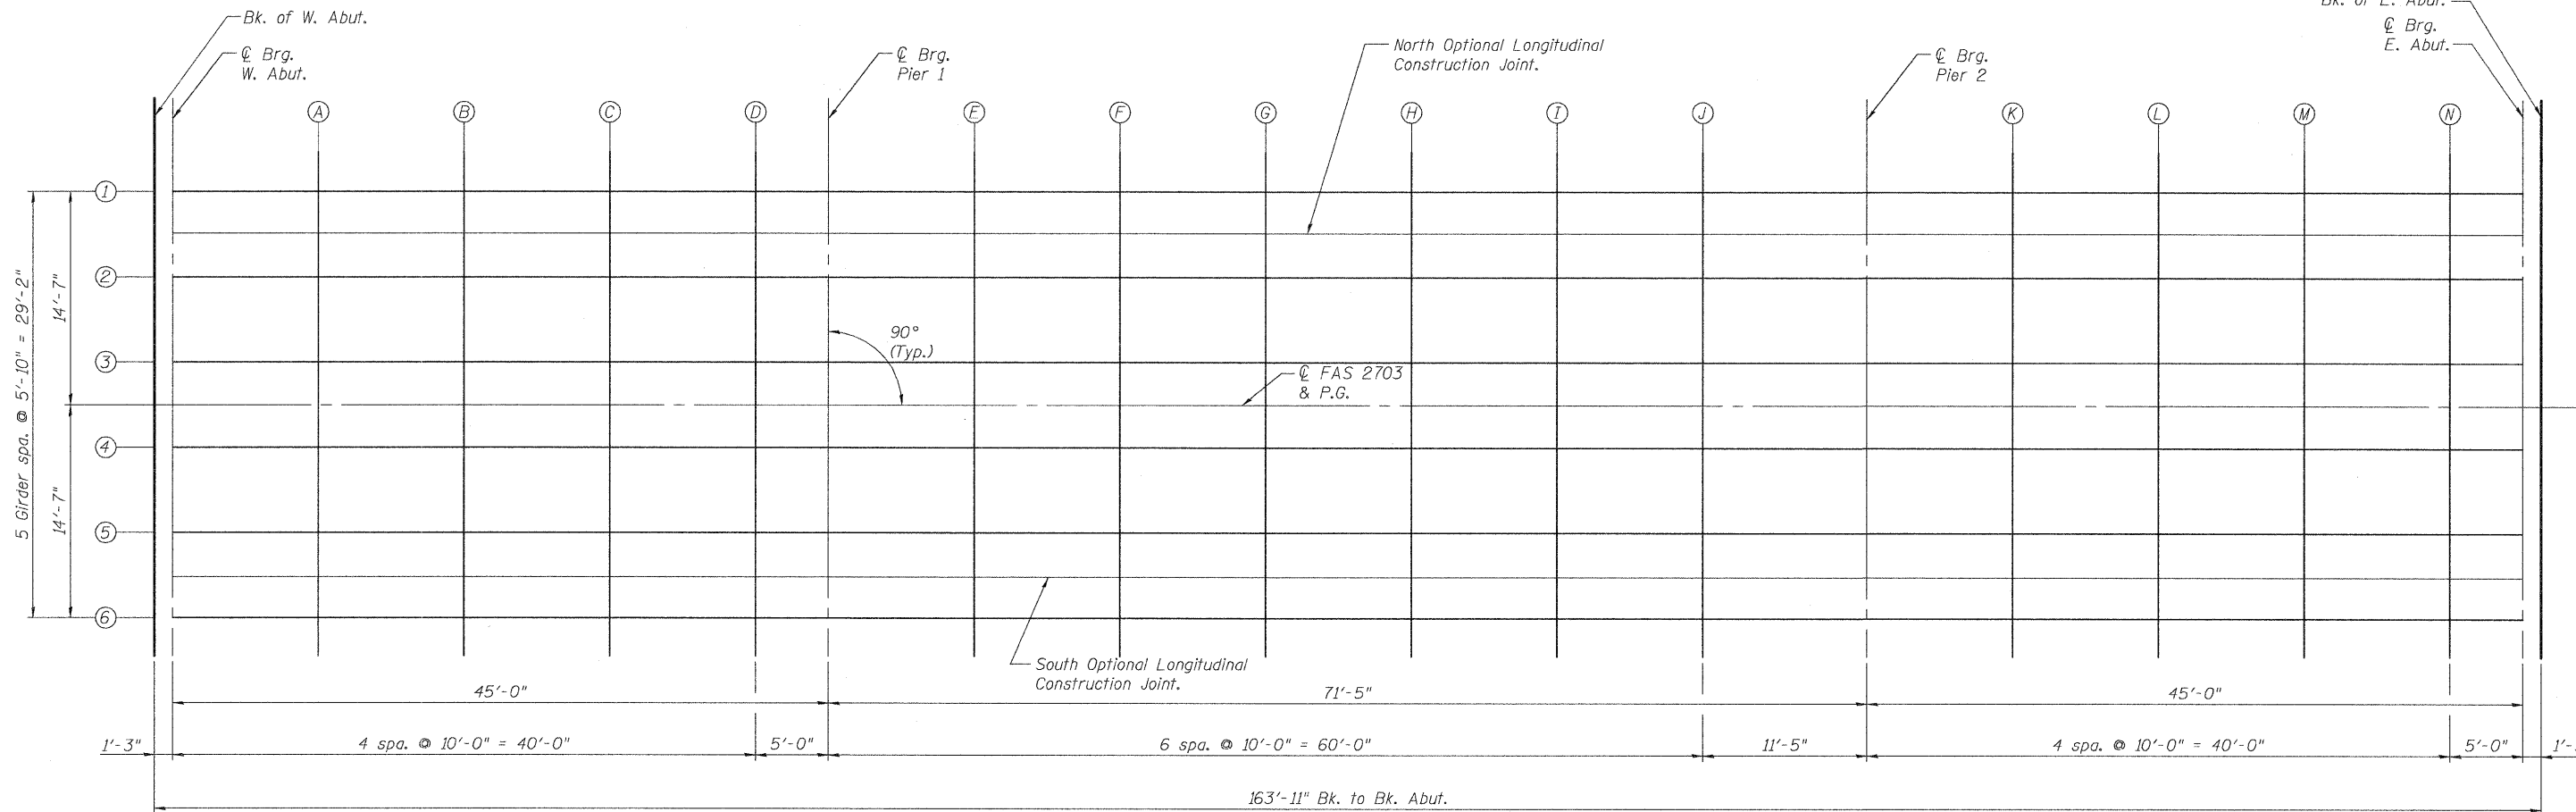 Bk. of W. Abut.
℄ Brg.
W. Abut.
℄ Brg.
Pier 1
North Optional Longitudinal
Construction Joint.
℄ Brg.
Pier 2
Bk. of E. Abut.
℄ Brg.
E. Abut.
A B C D E F G H I J K L M N
1
2
3
4
5
6
5 Girder spa. @ 5'-10" = 29'-2"
14'-7"
14'-7"
90°
(Typ.)
℄ FAS 2703
& P.G.
South Optional Longitudinal
Construction Joint.
45'-0" 71'-5" 45'-0"
1'-3" 4 spa. @ 10'-0" = 40'-0" 5'-0" 6 spa. @ 10'-0" = 60'-0" 11'-5" 4 spa. @ 10'-0" = 40'-0" 5'-0"
163'-11" Bk. to Bk. Abut.